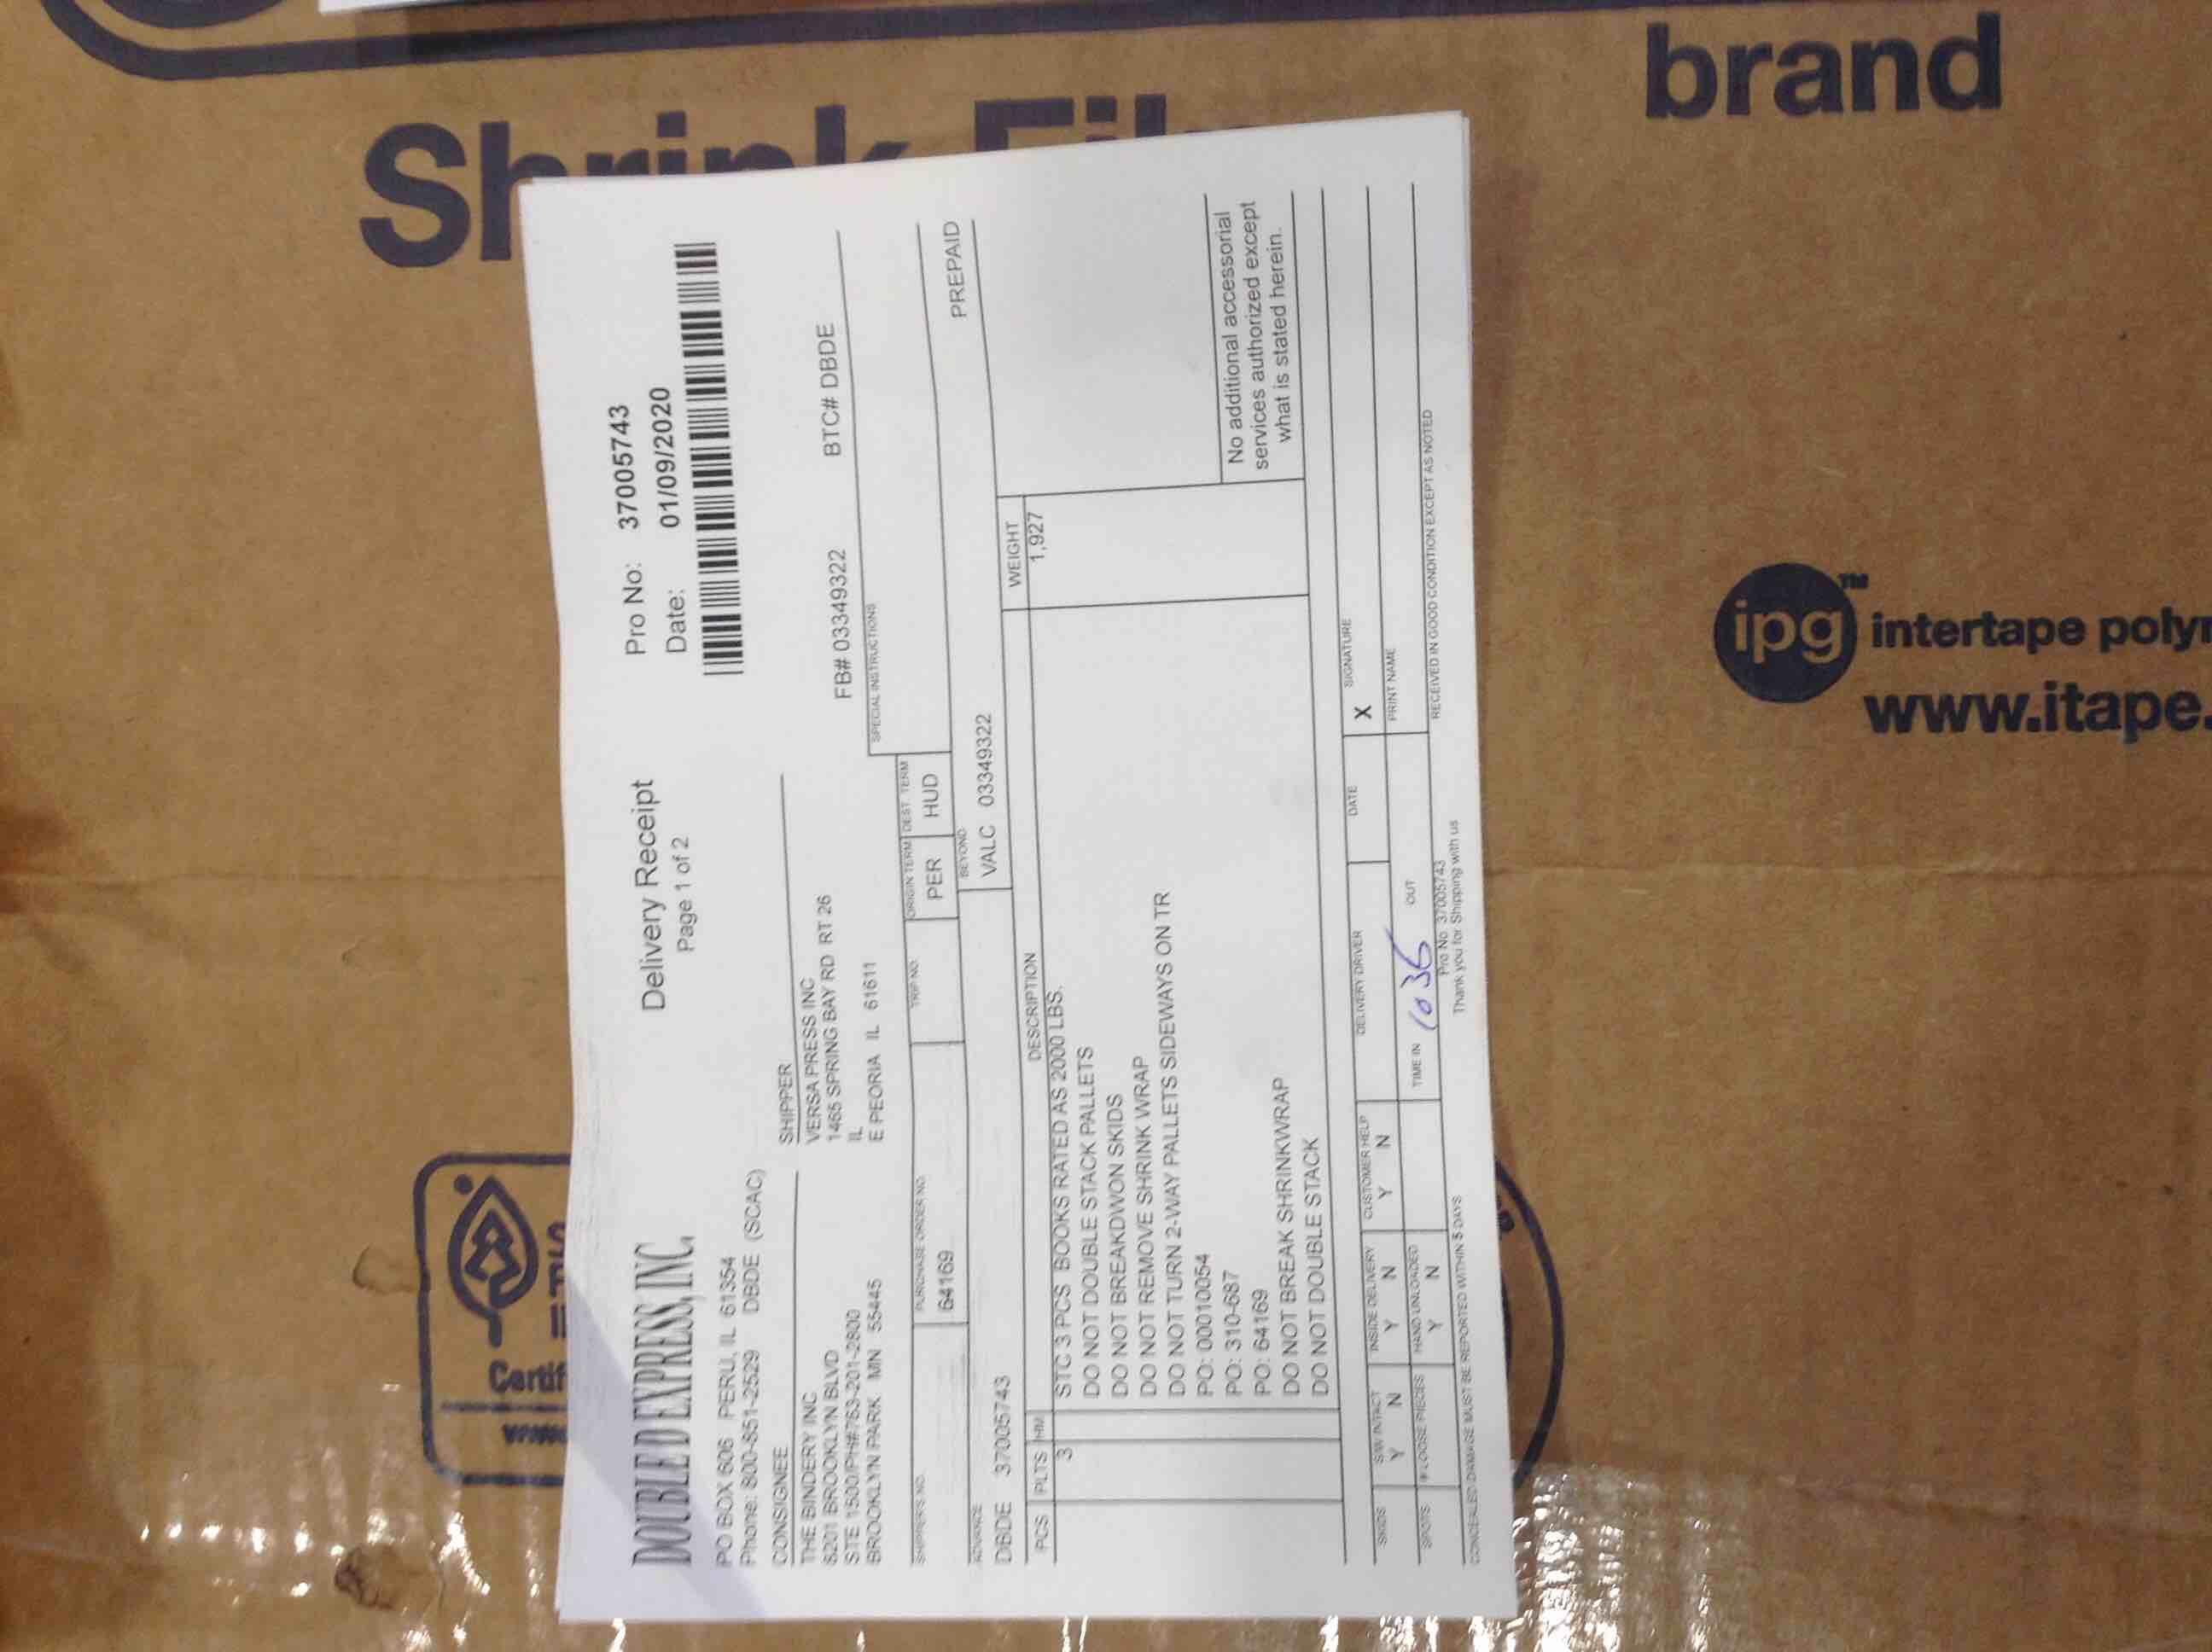 Shrink Film
brand
ipg
TM
intertape
www.itape.
Certif
www
DOUBLE D EXPRESS, INC.
PO BOX 606 PERU, IL 61354
Phone: 800-851-2529 DBDE (SCAC)
Delivery Receipt
Page 1 of 2
Pro No: 37005743
Date: 01/09/2020
CONSIGNEE
THE BINDERY INC
8201 BROOKLYN BLVD
STE 1500/PH#763-201-2800
BROOKLYN PARK MN 55445
SHIPPER
VERSA PRESS INC
1465 SPRING BAY RD RT 26
IL
E PEORIA IL 61611
FB# 03349322 BTC# DBDE
SHIPPER'S NO. PURCHASE ORDER NO. TRIP NO. ORIGIN TERM DEST. TERM SPECIAL INSTRUCTIONS
64169 PER HUD
PREPAID
ADVANCE BEYOND
DBDE 37005743 VALC 03349322
PCS PLTS HM DESCRIPTION WEIGHT
3 STC 3 PCS BOOKS RATED AS 2000 LBS. 1,927
DO NOT DOUBLE STACK PALLETS
DO NOT BREAKDWON SKIDS
DO NOT REMOVE SHRINK WRAP
DO NOT TURN 2-WAY PALLETS SIDEWAYS ON TR
PO: 00010054
PO: 310-687
PO: 64169
DO NOT BREAK SHRINKWRAP
DO NOT DOUBLE STACK
No additional accessorial
services authorized except
what is stated herein.
SKIDS S/W INTACT INSIDE DELIVERY CUSTOMER HELP DELIVERY DRIVER DATE SIGNATURE
Y N Y N Y N X
SPOTS # LOOSE PIECES HAND UNLOADED TIME IN 1036 OUT PRINT NAME
Y N
CONCEALED DAMAGE MUST BE REPORTED WITHIN 5 DAYS Pro No 37005743 RECEIVED IN GOOD CONDITION EXCEPT AS NOTED
Thank you for Shipping with us